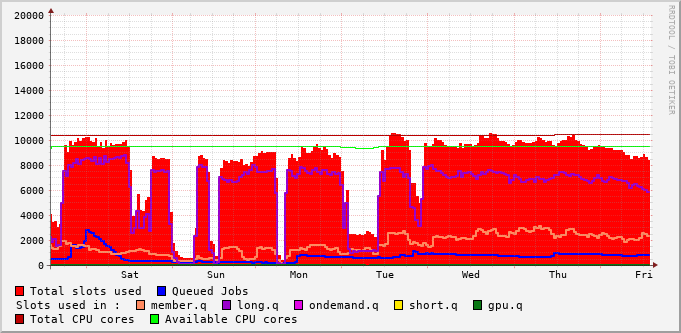 20000
18000
16000
14000
12000
10000
8000
6000
4000
2000
0
Sat Sun Mon Tue Wed Thu Fri
RRDTOOL / TOBI OETIKER
Total slots used Queued Jobs
Slots used in : member.q long.q ondemand.q short.q gpu.q
Total CPU cores Available CPU cores